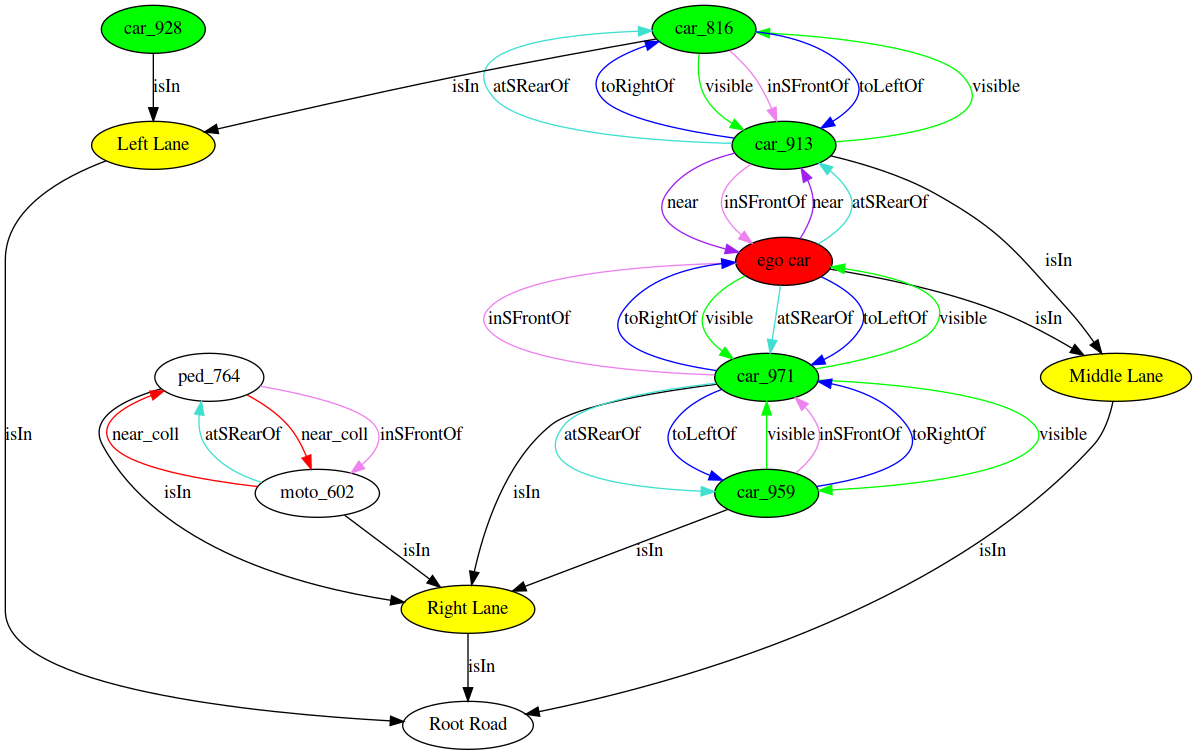 car_928
car_816
isIn
isIn
atSRearOf
toRightOf
visible
inSFrontOf
toLeftOf
visible
Left Lane
car_913
near
inSFrontOf
near
atSRearOf
isIn
ego car
inSFrontOf
toRightOf
visible
atSRearOf
toLeftOf
visible
isIn
ped_764
car_971
Middle Lane
isIn
near_coll
atSRearOf
near_coll
inSFrontOf
atSRearOf
toLeftOf
visible
inSFrontOf
toRightOf
visible
isIn
moto_602
isIn
car_959
isIn
isIn
isIn
Right Lane
isIn
Root Road